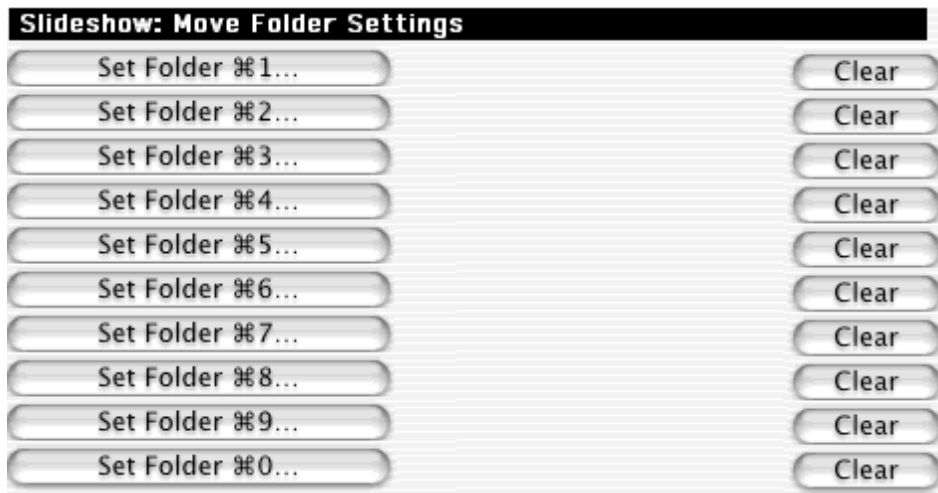 Slideshow: Move Folder Settings
Set Folder ⌘1... Clear
Set Folder ⌘2... Clear
Set Folder ⌘3... Clear
Set Folder ⌘4... Clear
Set Folder ⌘5... Clear
Set Folder ⌘6... Clear
Set Folder ⌘7... Clear
Set Folder ⌘8... Clear
Set Folder ⌘9... Clear
Set Folder ⌘0... Clear